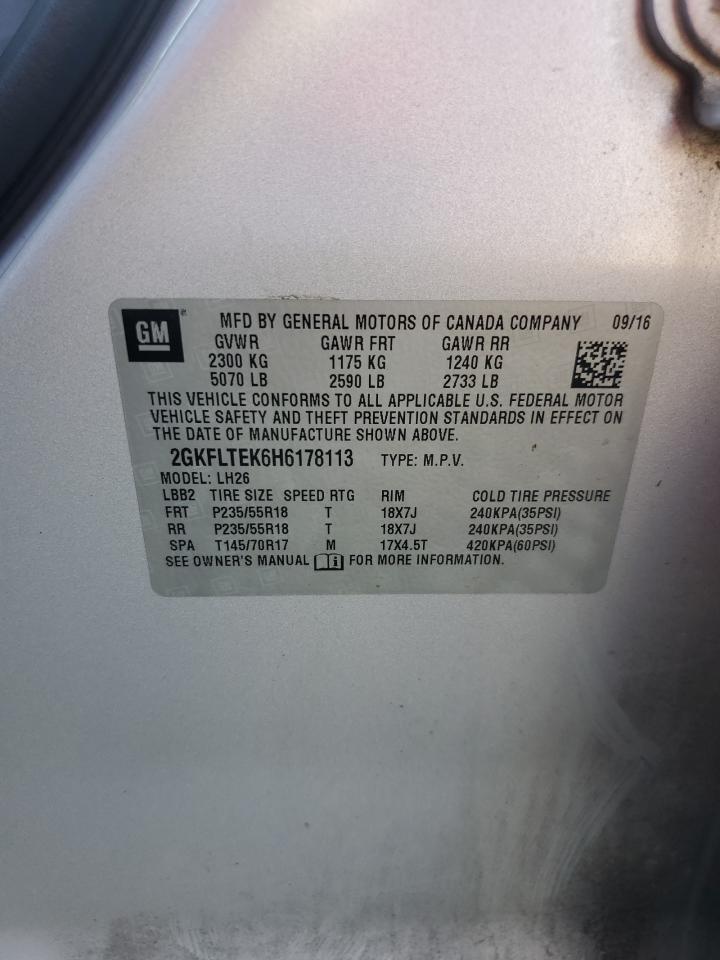 GM ® MFD BY GENERAL MOTORS OF CANADA COMPANY 09/16
GVWR GAWR FRT GAWR RR
2300 KG 1175 KG 1240 KG
5070 LB 2590 LB 2733 LB
THIS VEHICLE CONFORMS TO ALL APPLICABLE U.S. FEDERAL MOTOR
VEHICLE SAFETY AND THEFT PREVENTION STANDARDS IN EFFECT ON
THE DATE OF MANUFACTURE SHOWN ABOVE.
2GKFLTEK6H6178113 TYPE: M.P.V.
MODEL: LH26
LBB2 TIRE SIZE SPEED RTG RIM COLD TIRE PRESSURE
FRT P235/55R18 T 18X7J 240KPA(35PSI)
RR P235/55R18 T 18X7J 240KPA(35PSI)
SPA T145/70R17 M 17X4.5T 420KPA(60PSI)
SEE OWNER'S MANUAL i FOR MORE INFORMATION.